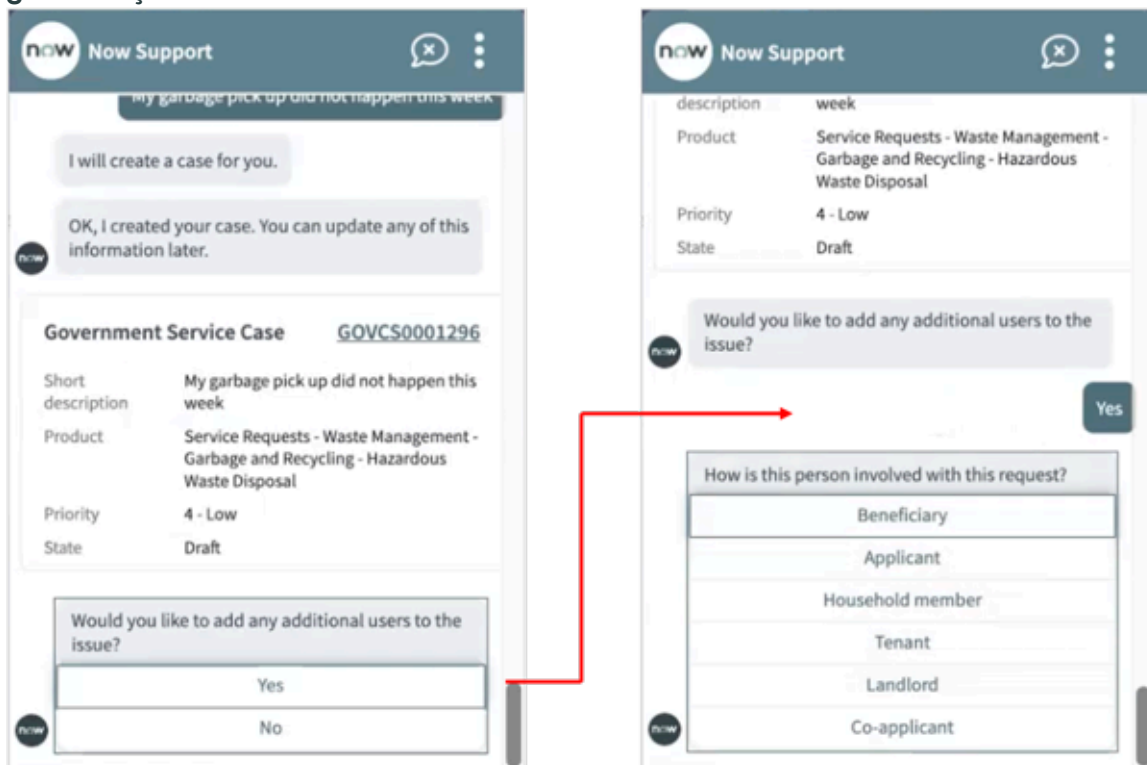 now Now Support
My garbage pick up did not happen this week
I will create a case for you.
OK, I created your case. You can update any of this
information later.
now
Government Service Case GOVCS0001296
Short
description
My garbage pick up did not happen this
week
Product
Service Requests - Waste Management -
Garbage and Recycling - Hazardous
Waste Disposal
Priority 4 - Low
State Draft
Would you like to add any additional users to the
issue?
Yes
No
now
now Now Support
description week
Product
Service Requests - Waste Management -
Garbage and Recycling - Hazardous
Waste Disposal
Priority 4 - Low
State Draft
Would you like to add any additional users to the
issue?
now
Yes
How is this person involved with this request?
Beneficiary
Applicant
Household member
Tenant
Landlord
Co-applicant
now